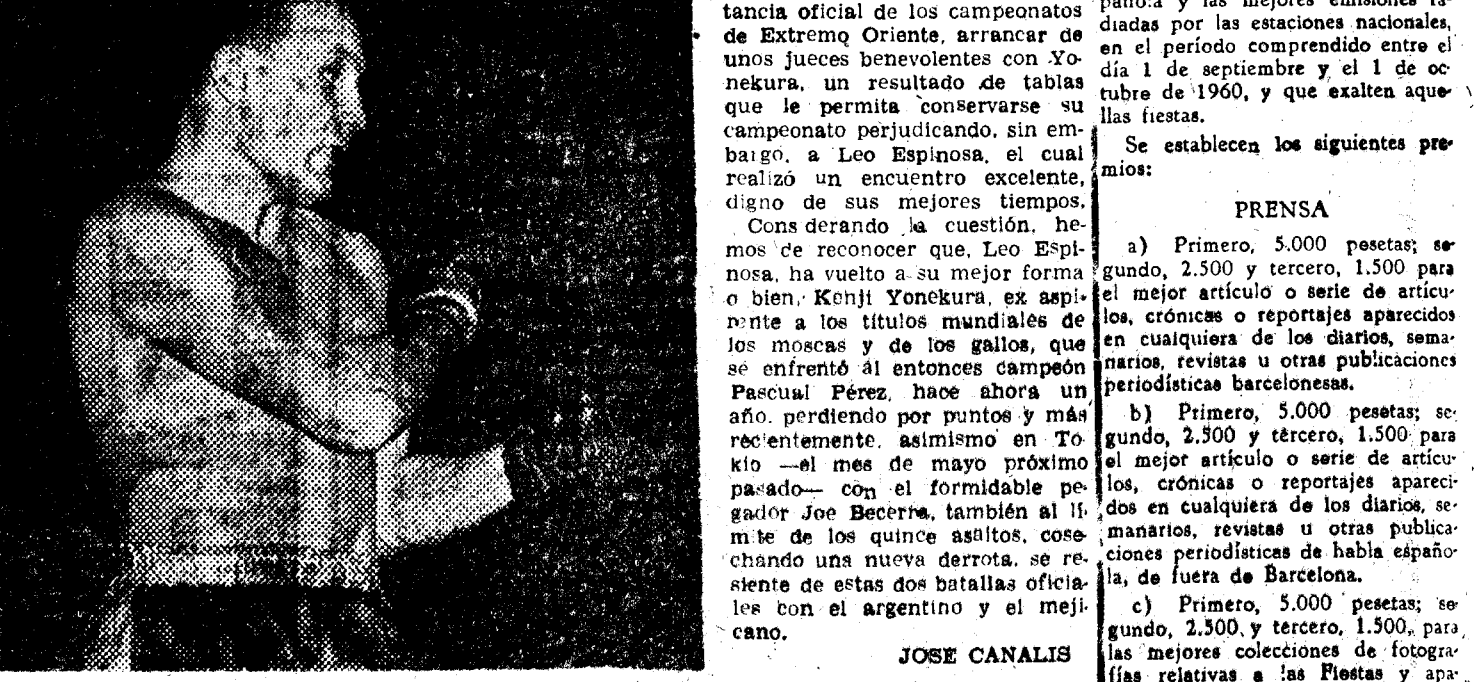 tancia oficial de los campeonatos
de Extremo Oriente, arrancar de
unos jueces benevolentes con Yo-
nekura, un resultado de tablas
que le permita conservarse su
campeonato perjudicando, sin em-
bargo, a Leo Espinosa, el cual
realizó un encuentro excelente,
digno de sus mejores tiempos.
Cons derando la cuestión, he-
mos de reconocer que, Leo Espi-
nosa, ha vuelto a su mejor forma
o bien, Kenji Yonekura, ex aspi-
rante a los títulos mundiales de
los moscas y de los gallos, que
se enfrentó al entonces campeón
Pascual Pérez, hace ahora un
año, perdiendo por puntos y más
recientemente, asimismo en To-
kio —el mes de mayo próximo
pasado— con el formidable pe-
gador Joe Becerra, también al lí-
mite de los quince asaltos, cose-
chando una nueva derrota, se re-
siente de estas dos batallas oficia-
les con el argentino y el meji-
cano.
JOSE CANALIS
pañola y las mejores emisiones ra-
diadas por las estaciones nacionales,
en el período comprendido entre el
día 1 de septiembre y el 1 de oc-
tubre de 1960, y que exalten aque-
llas fiestas.
Se establecen los siguientes pre-
mios:
PRENSA
a) Primero, 5.000 pesetas; se-
gundo, 2.500 y tercero, 1.500 para
el mejor artículo o serie de artícu-
los, crónicas o reportajes aparecidos
en cualquiera de los diarios, sema-
narios, revistas u otras publicaciones
periodísticas barcelonesas.
b) Primero, 5.000 pesetas; se-
gundo, 2.500 y tercero, 1.500 para
el mejor artículo o serie de artícu-
los, crónicas o reportajes apareci-
dos en cualquiera de los diarios, se-
manarios, revistas u otras publica-
ciones periodísticas de habla españo-
la, de fuera de Barcelona.
c) Primero, 5.000 pesetas; se-
gundo, 2.500, y tercero, 1.500, para
las mejores colecciones de fotogra-
fías relativas a las Fiestas y apa-